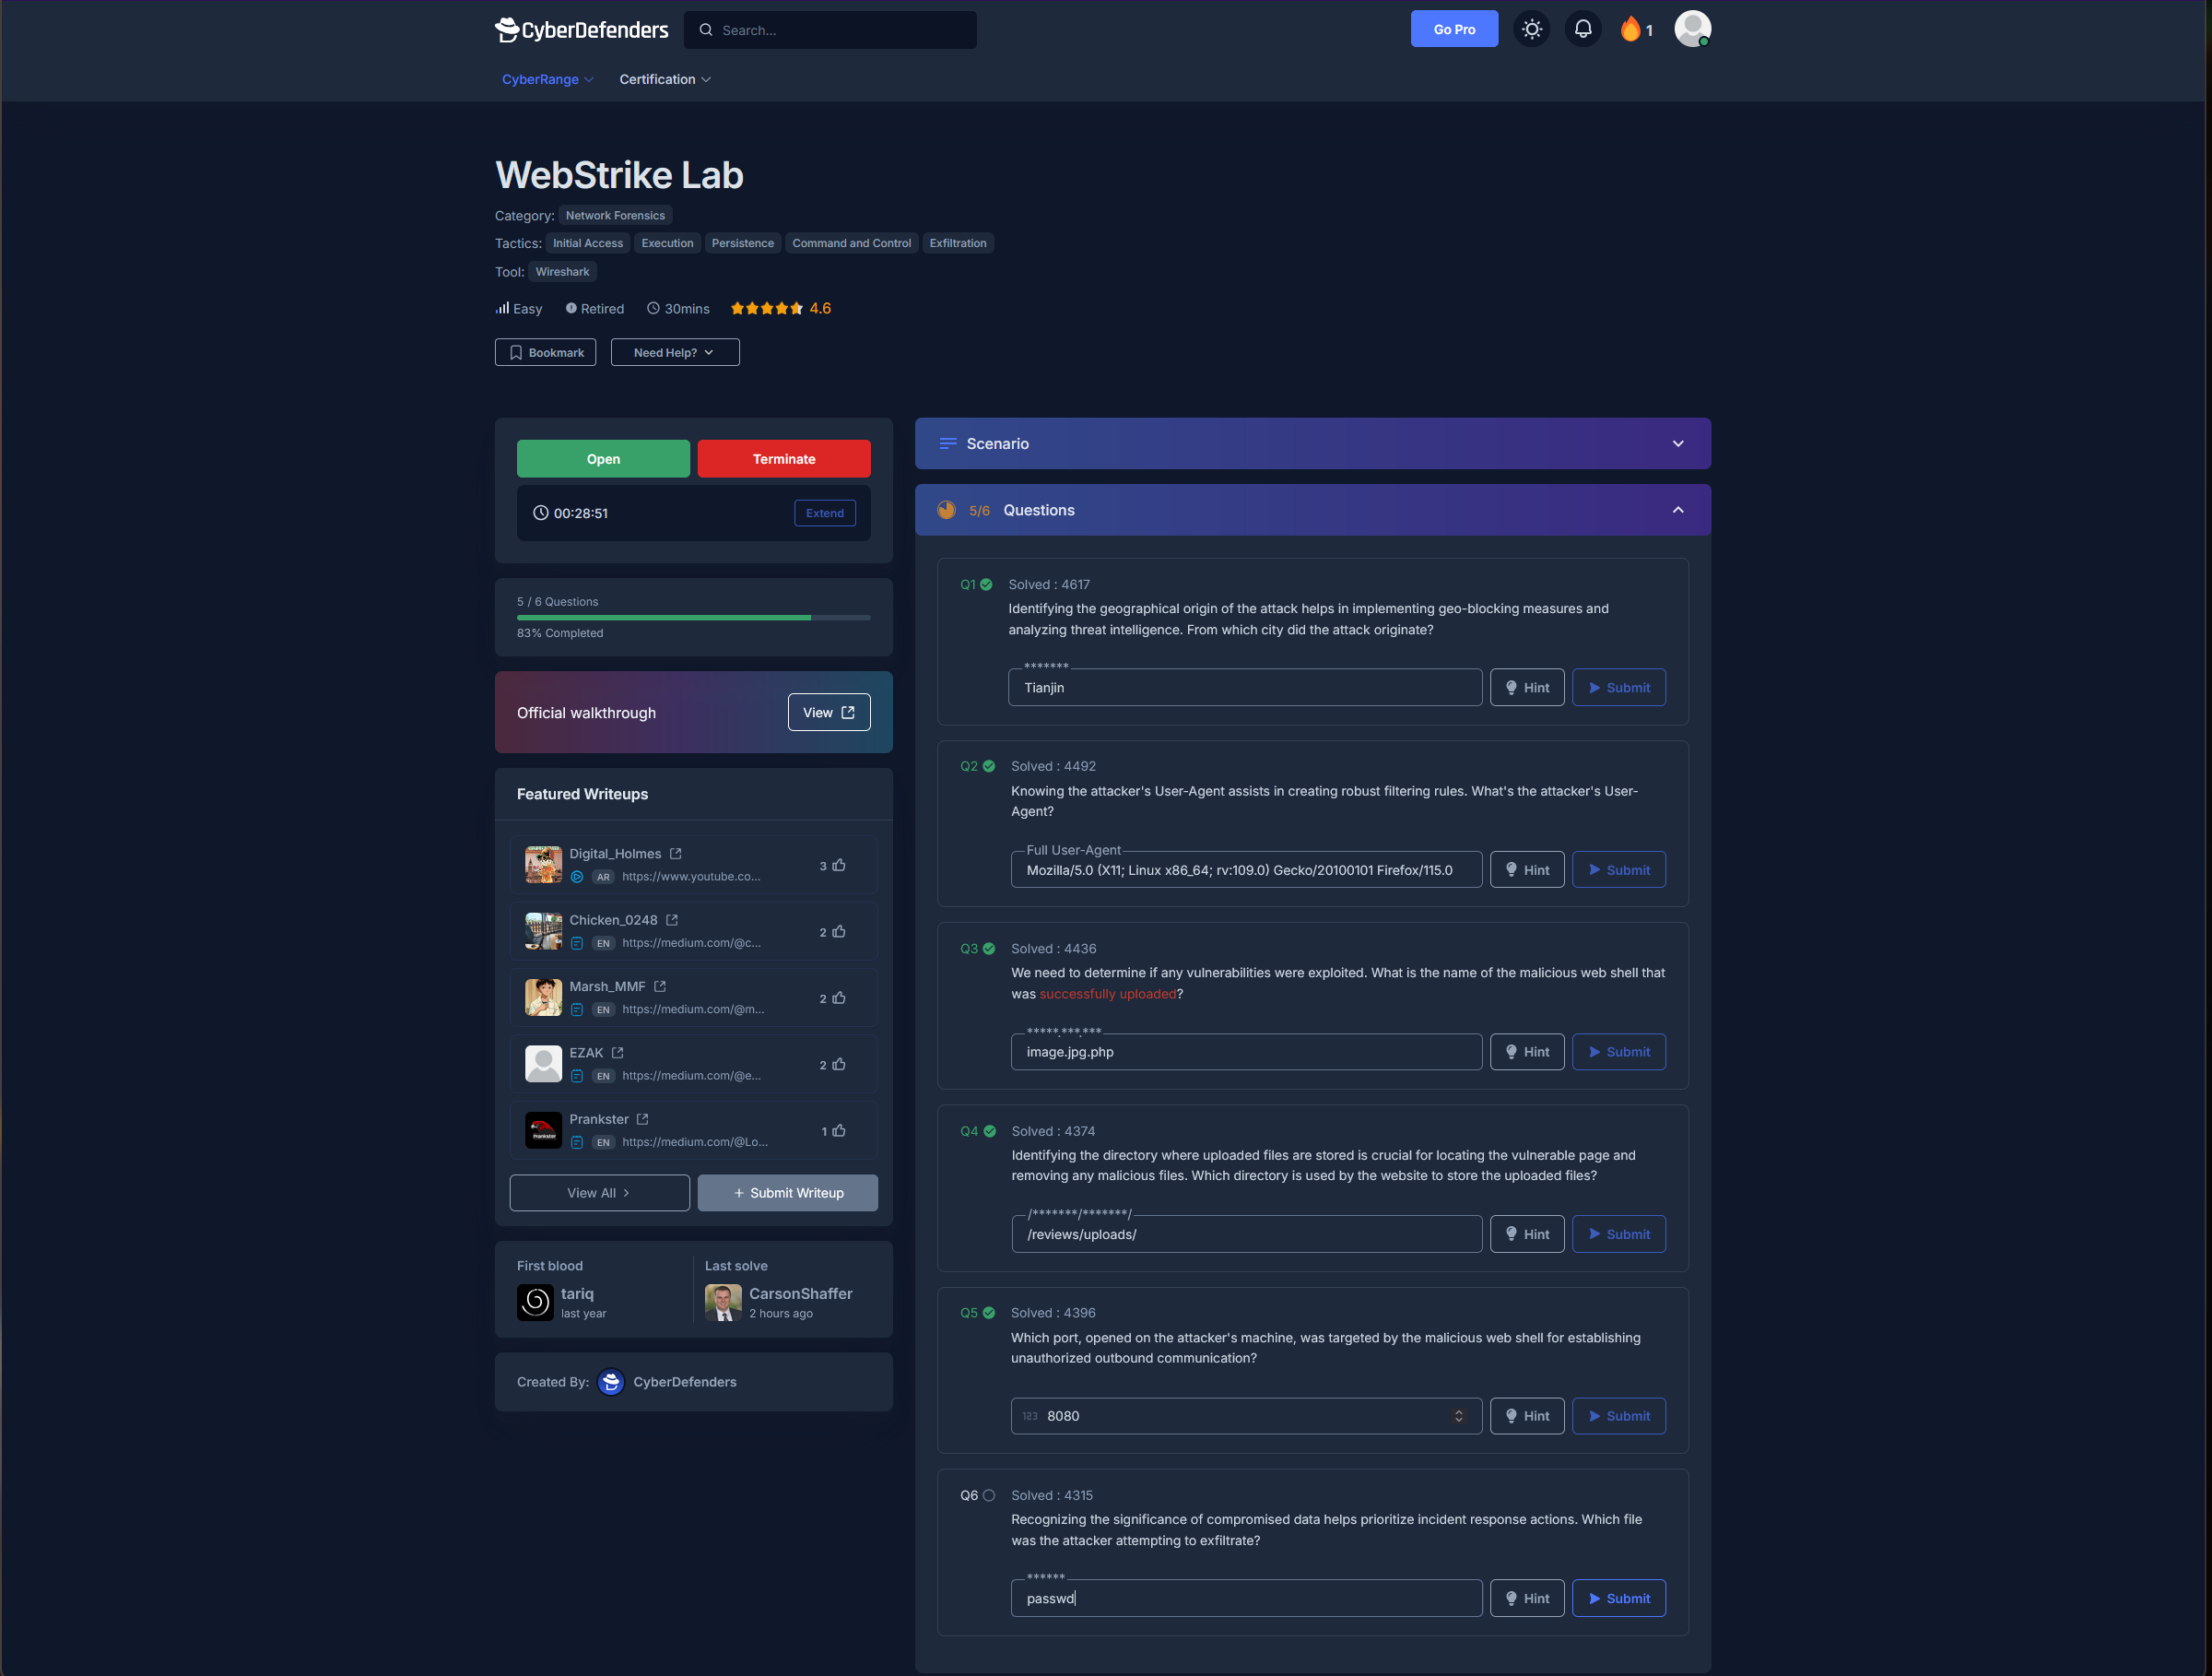 CyberDefenders
Search...
Go Pro
1
CyberRange
Certification
WebStrike Lab
Category: Network Forensics
Tactics: Initial Access Execution Persistence Command and Control Exfiltration
Tool: Wireshark
Easy Retired 30mins 4.6
Bookmark Need Help?
Open Terminate
00:28:51 Extend
5 / 6 Questions
83% Completed
Official walkthrough View
Featured Writeups
Digital_Holmes
AR https://www.youtube.co...
3
Chicken_0248
EN https://medium.com/@c...
2
Marsh_MMF
EN https://medium.com/@m...
2
EZAK
EN https://medium.com/@e...
2
Prankster
EN https://medium.com/@Lo...
1
View All
+ Submit Writeup
First blood
tariq
last year
Last solve
CarsonShaffer
2 hours ago
Created By: CyberDefenders
Scenario
5/6 Questions
Q1 Solved : 4617
Identifying the geographical origin of the attack helps in implementing geo-blocking measures and
analyzing threat intelligence. From which city did the attack originate?
*******
Tianjin
Hint Submit
Q2 Solved : 4492
Knowing the attacker's User-Agent assists in creating robust filtering rules. What's the attacker's User-
Agent?
Full User-Agent
Mozilla/5.0 (X11; Linux x86_64; rv:109.0) Gecko/20100101 Firefox/115.0
Hint Submit
Q3 Solved : 4436
We need to determine if any vulnerabilities were exploited. What is the name of the malicious web shell that
was successfully uploaded?
*****.***.***
image.jpg.php
Hint Submit
Q4 Solved : 4374
Identifying the directory where uploaded files are stored is crucial for locating the vulnerable page and
removing any malicious files. Which directory is used by the website to store the uploaded files?
/*******/*******/
/reviews/uploads/
Hint Submit
Q5 Solved : 4396
Which port, opened on the attacker's machine, was targeted by the malicious web shell for establishing
unauthorized outbound communication?
123 8080
Hint Submit
Q6 Solved : 4315
Recognizing the significance of compromised data helps prioritize incident response actions. Which file
was the attacker attempting to exfiltrate?
******
passwd
Hint Submit